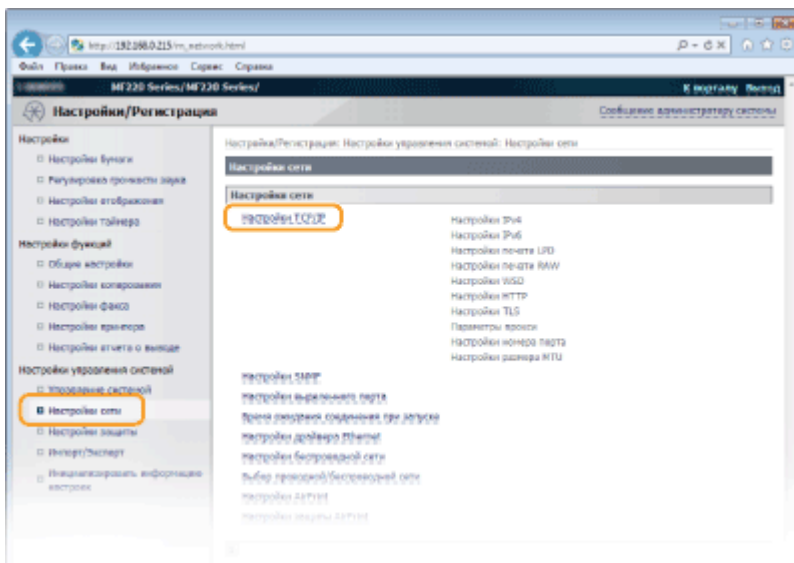 http://192.168.0.215/m_network.html
Файл Правка Вид Избранное Сервис Справка
MF220 Series/MF220 Series/
К порталу Выход
Настройки/Регистрация
Сообщение администратору системы
Настройки
Настройки бумаги
Регулировка громкости звука
Настройки отображения
Настройки таймера
Настройки функций
Общие настройки
Настройки копирования
Настройки факса
Настройки принтера
Настройки отчета о выводе
Настройки управления системой
Управление системой
Настройки сети
Настройки защиты
Импорт/Экспорт
Инициализировать информацию настроек
Настройка/Регистрация: Настройки управления системой: Настройки сети
Настройки сети
Настройки сети
Настройки TCP/IP
Настройки IPv4
Настройки IPv6
Настройки печати LPD
Настройки печати RAW
Настройки WSD
Настройки HTTP
Настройки TLS
Параметры прокси
Настройки номера порта
Настройки размера MTU
Настройки SNMP
Настройки выделенного порта
Время ожидания соединения при запуске
Настройки драйвера Ethernet
Настройки беспроводной сети
Выбор проводной/беспроводной сети
Настройки AirPrint
Настройки защиты AirPrint